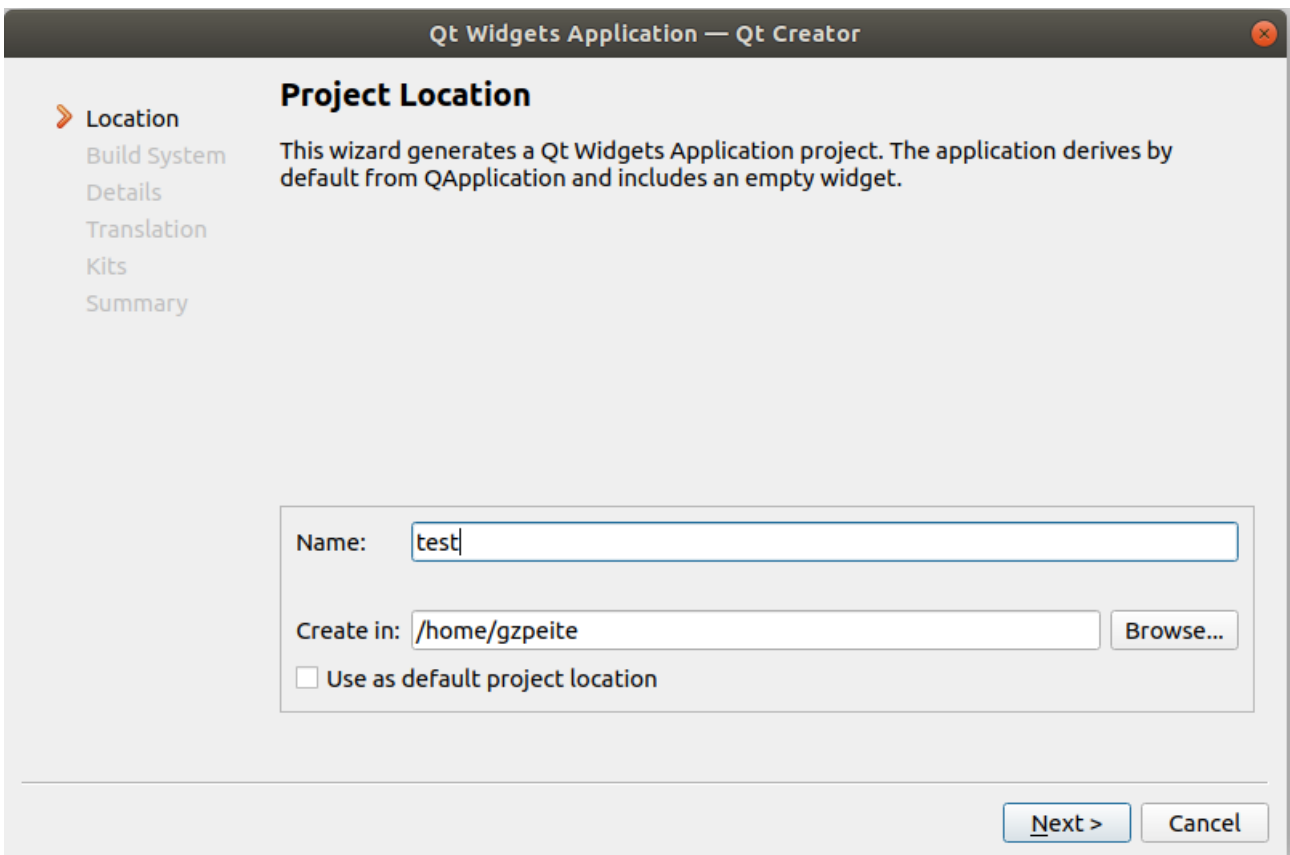 Qt Widgets Application — Qt Creator
Location
Build System
Details
Translation
Kits
Summary
Project Location
This wizard generates a Qt Widgets Application project. The application derives by
default from QApplication and includes an empty widget.
Name: test
Create in: /home/gzpeite Browse...
Use as default project location
Next > Cancel